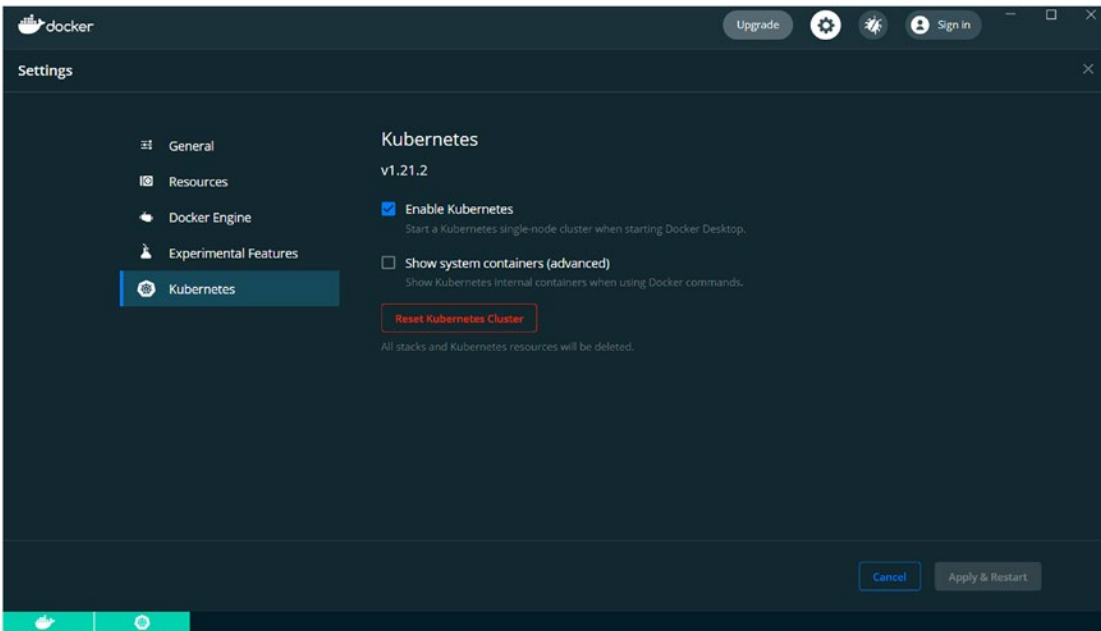 docker
Upgrade
Sign in
Settings
General
Resources
Docker Engine
Experimental Features
Kubernetes
Kubernetes
v1.21.2
Enable Kubernetes
Start a Kubernetes single-node cluster when starting Docker Desktop.
Show system containers (advanced)
Show Kubernetes internal containers when using Docker commands.
Reset Kubernetes Cluster
All stacks and Kubernetes resources will be deleted.
Cancel
Apply & Restart